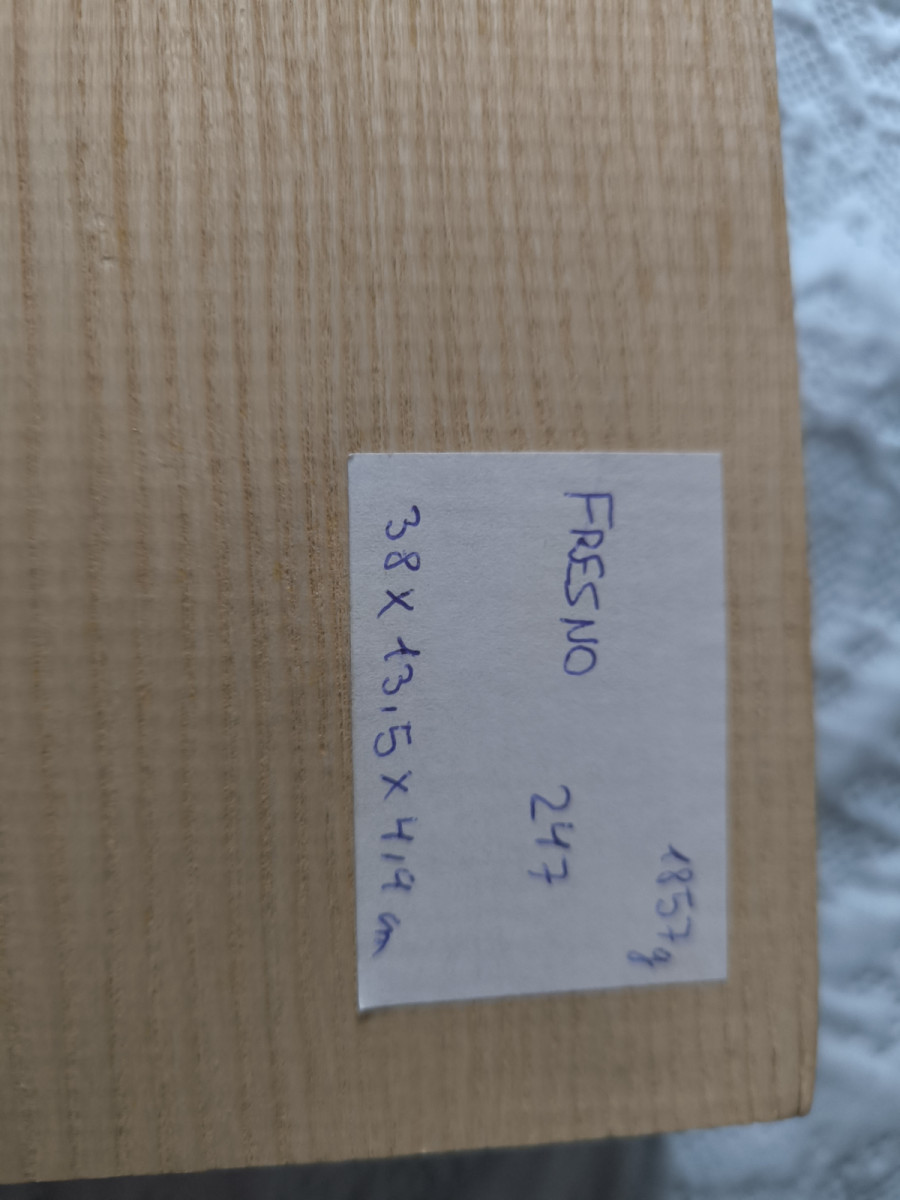 1857g
FRESNO 247
38 x 13,5 x 4,9 cm